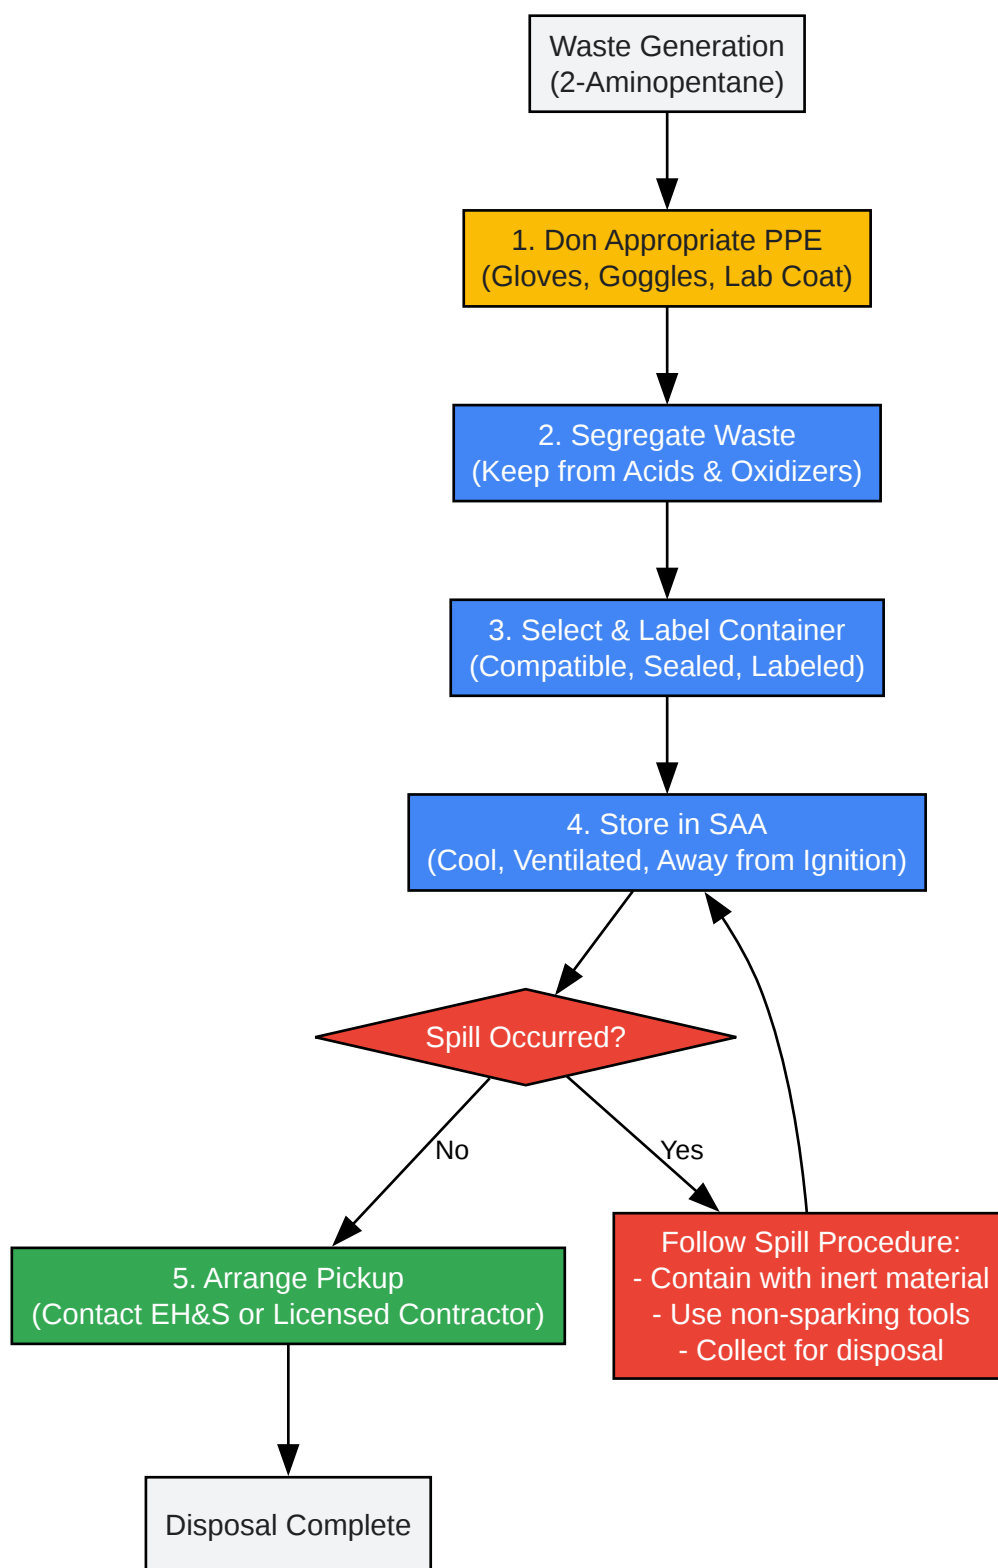 Waste Generation
(2-Aminopentane)
1. Don Appropriate PPE
(Gloves, Goggles, Lab Coat)
2. Segregate Waste
(Keep from Acids & Oxidizers)
3. Select & Label Container
(Compatible, Sealed, Labeled)
4. Store in SAA
(Cool, Ventilated, Away from Ignition)
Spill Occurred?
No
Yes
5. Arrange Pickup
(Contact EH&S or Licensed Contractor)
Follow Spill Procedure:
- Contain with inert material
- Use non-sparking tools
- Collect for disposal
Disposal Complete